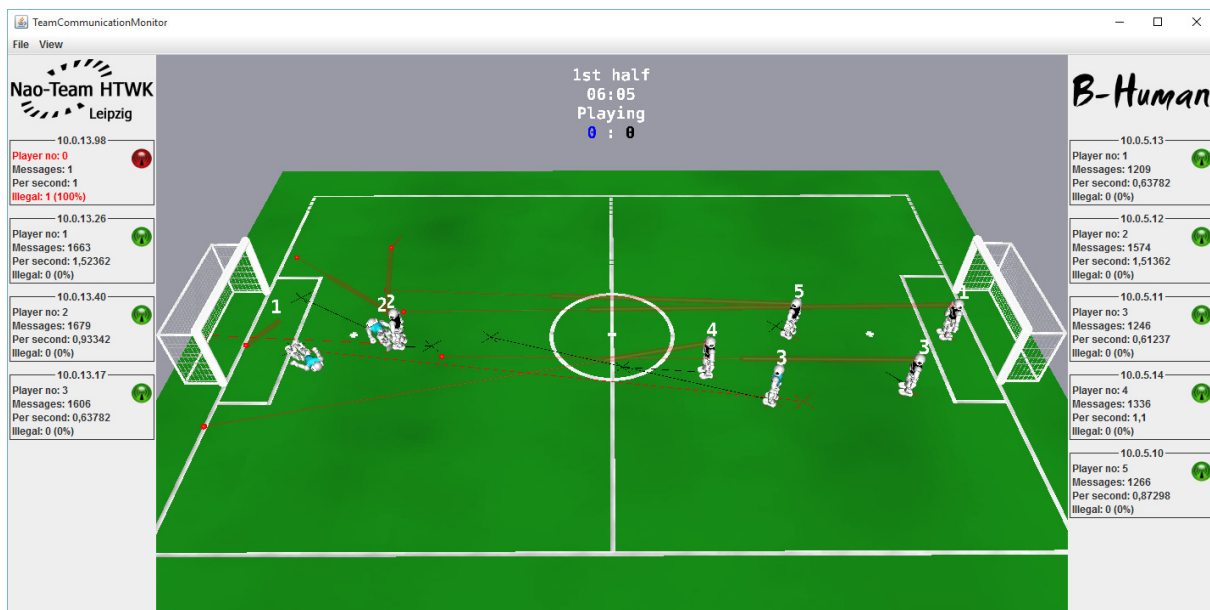 TeamCommunicationMonitor
File View
Nao-Team HTWK
Leipzig
10.0.13.98
Player no: 0
Messages: 1
Per second: 1
Illegal: 1 (100%)
10.0.13.26
Player no: 1
Messages: 1663
Per second: 1,52362
Illegal: 0 (0%)
10.0.13.40
Player no: 2
Messages: 1679
Per second: 0,93342
Illegal: 0 (0%)
10.0.13.17
Player no: 3
Messages: 1606
Per second: 0,63782
Illegal: 0 (0%)
1st half
06:05
Playing
0 : 0
1
2
2
5
1
4
3
3
B-Human
10.0.5.13
Player no: 1
Messages: 1209
Per second: 0,63782
Illegal: 0 (0%)
10.0.5.12
Player no: 2
Messages: 1574
Per second: 1,51362
Illegal: 0 (0%)
10.0.5.11
Player no: 3
Messages: 1246
Per second: 0,61237
Illegal: 0 (0%)
10.0.5.14
Player no: 4
Messages: 1336
Per second: 1,1
Illegal: 0 (0%)
10.0.5.10
Player no: 5
Messages: 1266
Per second: 0,87298
Illegal: 0 (0%)